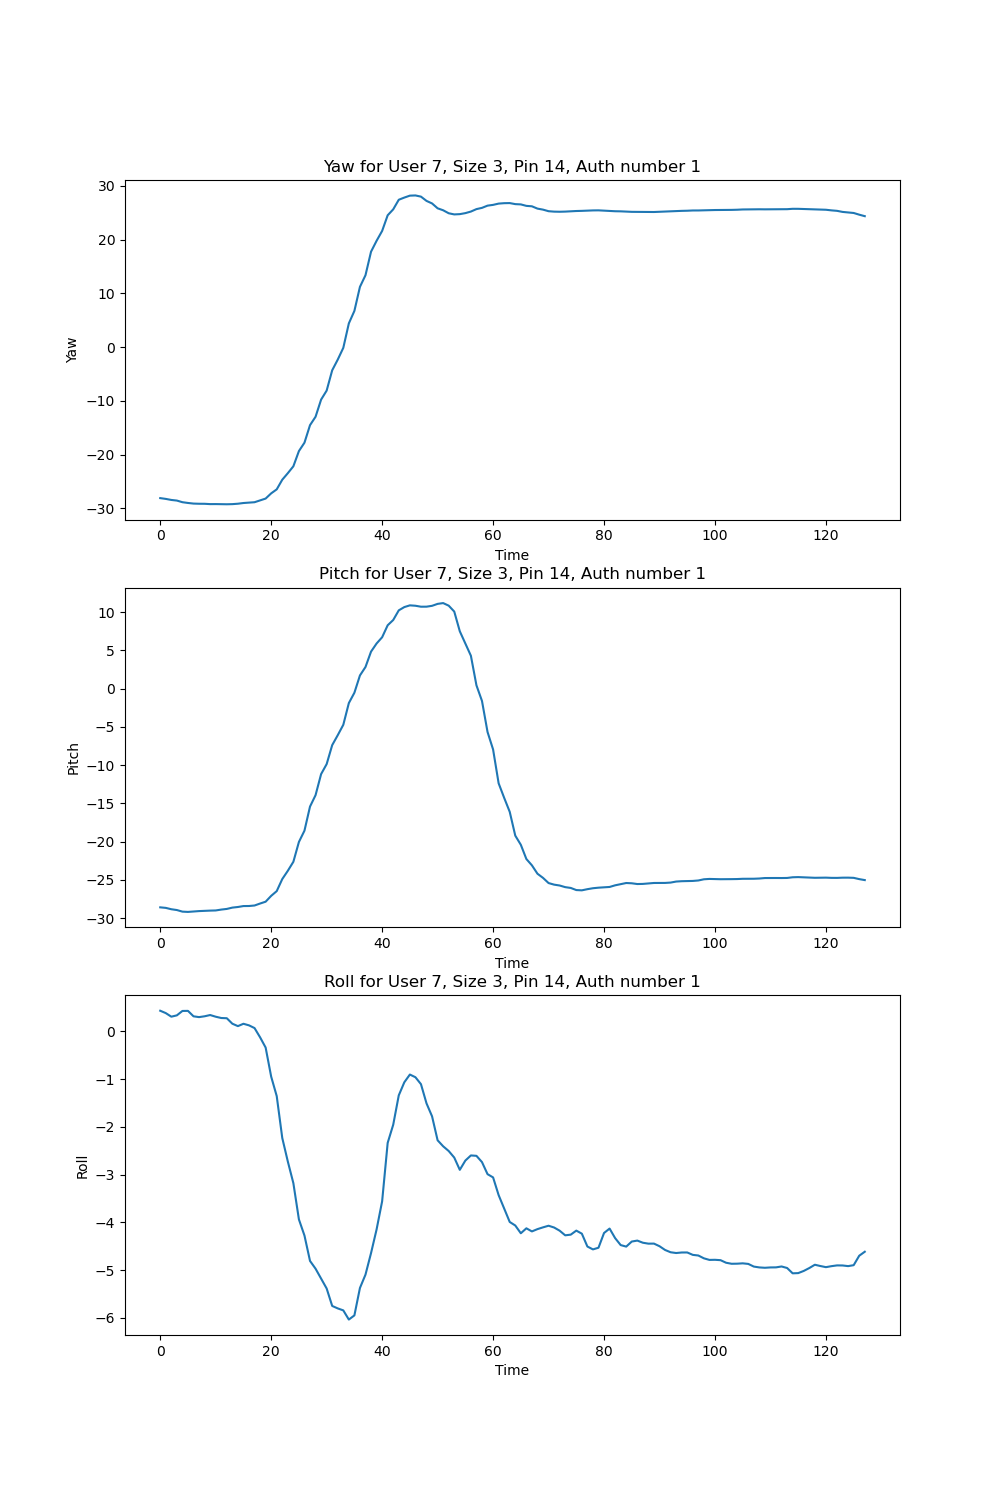 Yaw for User 7, Size 3, Pin 14, Auth number 1
30
20
10
0
−10
−20
−30
Yaw
0 20 40 60 80 100 120
Time
Pitch for User 7, Size 3, Pin 14, Auth number 1
10
5
0
−5
−10
−15
−20
−25
−30
Pitch
0 20 40 60 80 100 120
Time
Roll for User 7, Size 3, Pin 14, Auth number 1
0
−1
−2
−3
−4
−5
−6
Roll
0 20 40 60 80 100 120
Time